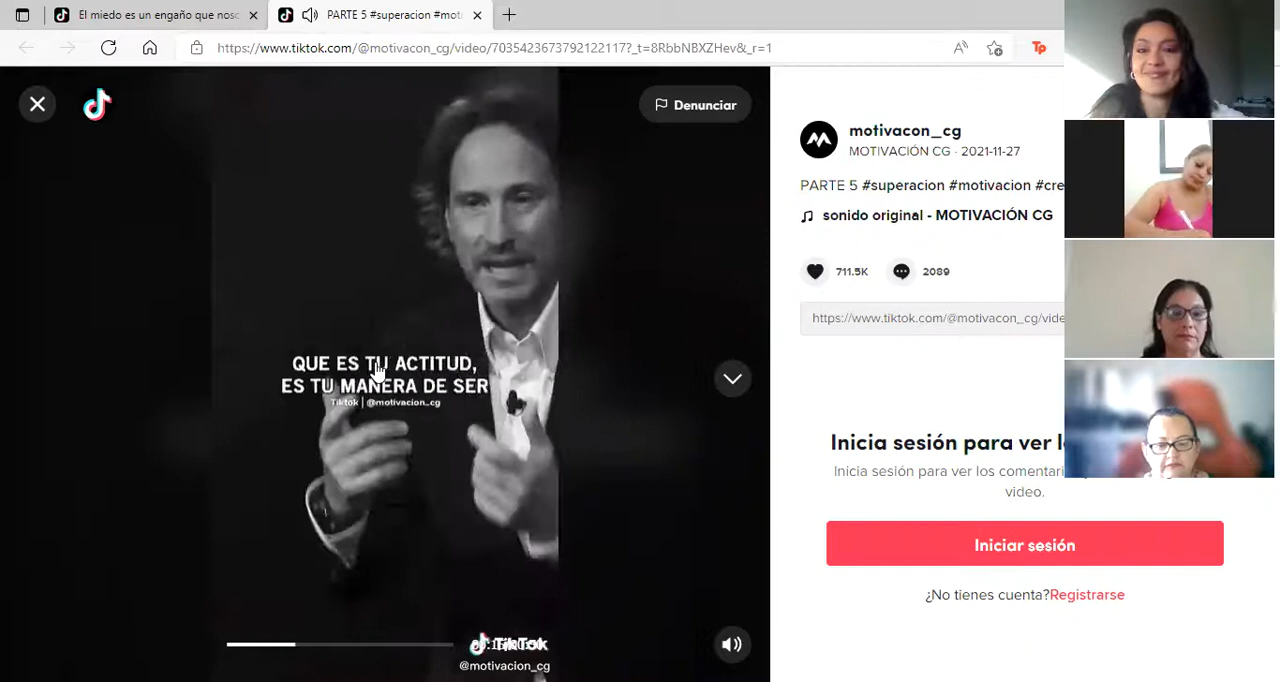 El miedo es un engaño que nosc
PARTE 5 #superacion #moti
https://www.tiktok.com/@motivacon_cg/video/7035423673792122117?_t=8RbbNBXZHev&_r=1
Denunciar
QUE ES TU ACTITUD,
ES TU MANERA DE SER
Tiktok | @motivacion_cg
TikTok
@motivacon_cg
motivacon_cg
MOTIVACIÓN CG · 2021-11-27
PARTE 5 #superacion #motivacion #cre
sonido original - MOTIVACIÓN CG
711.5K
2089
https://www.tiktok.com/@motivacon_cg/vide
Inicia sesión para ver l
Inicia sesión para ver los comentari
video.
Iniciar sesión
¿No tienes cuenta?Registrarse